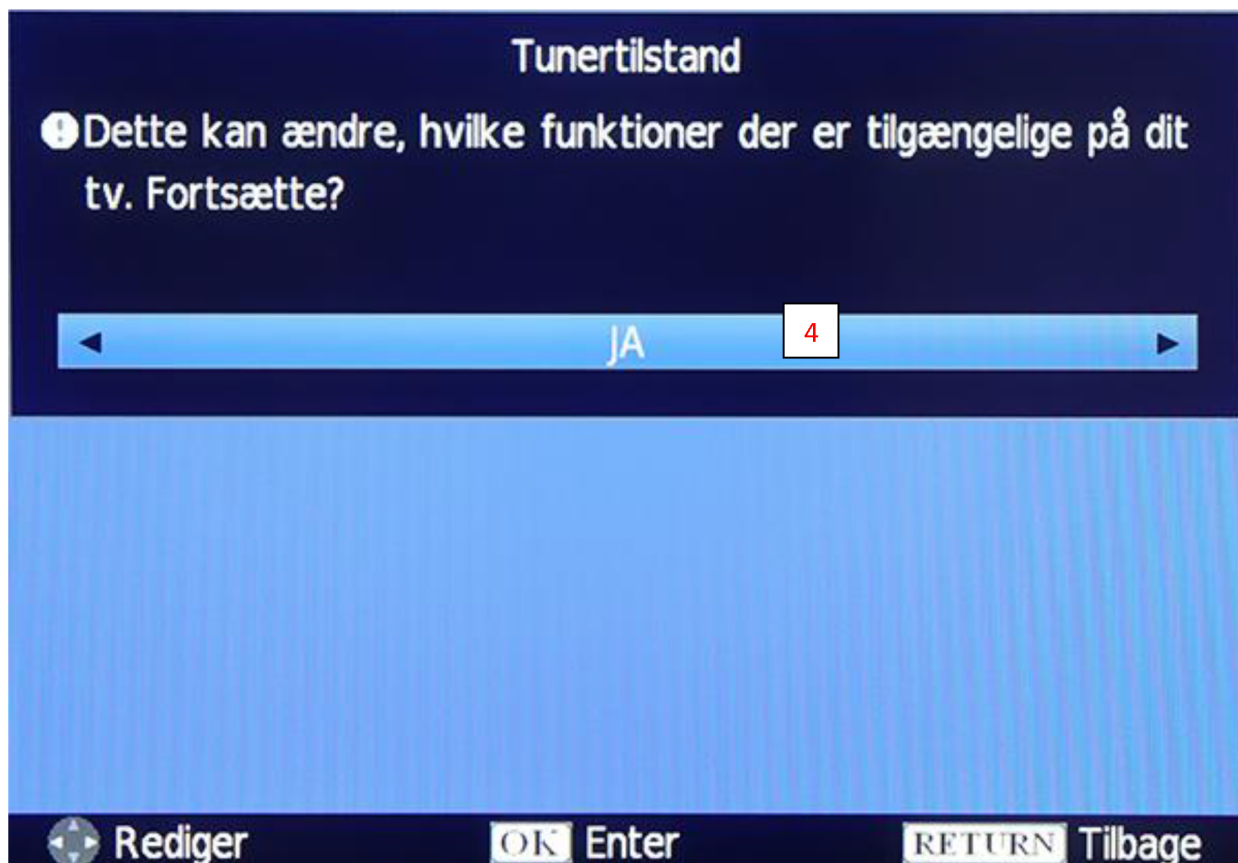 Tunertilstand
Dette kan ændre, hvilke funktioner der er tilgængelige på dit
tv. Fortsætte?
JA 4
Rediger OK Enter RETURN Tilbage